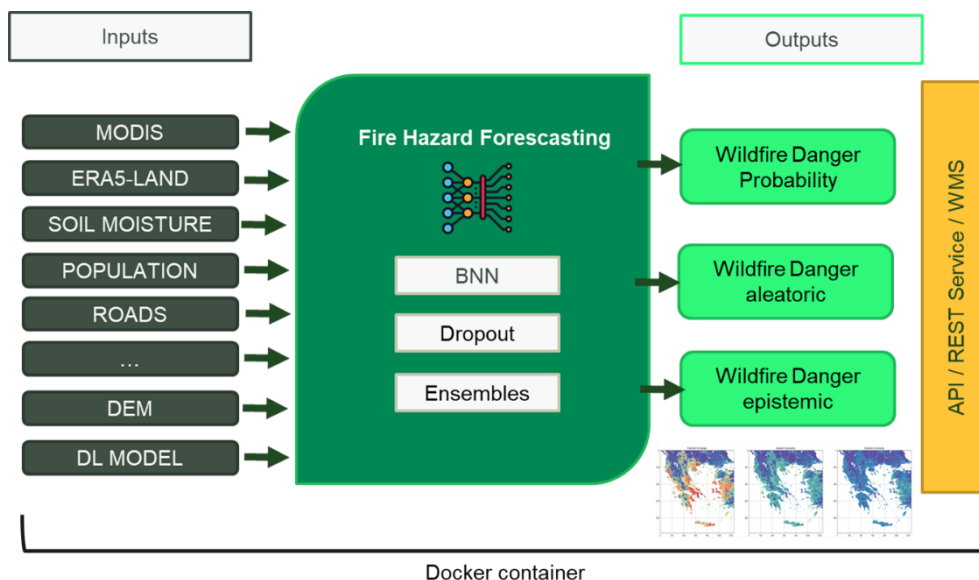 Inputs
Outputs
MODIS
ERA5-LAND
SOIL MOISTURE
POPULATION
ROADS
...
DEM
DL MODEL
Fire Hazard Forescasting
BNN
Dropout
Ensembles
Wildfire Danger
Probability
Wildfire Danger
aleatoric
Wildfire Danger
epistemic
API / REST Service / WMS
Docker container